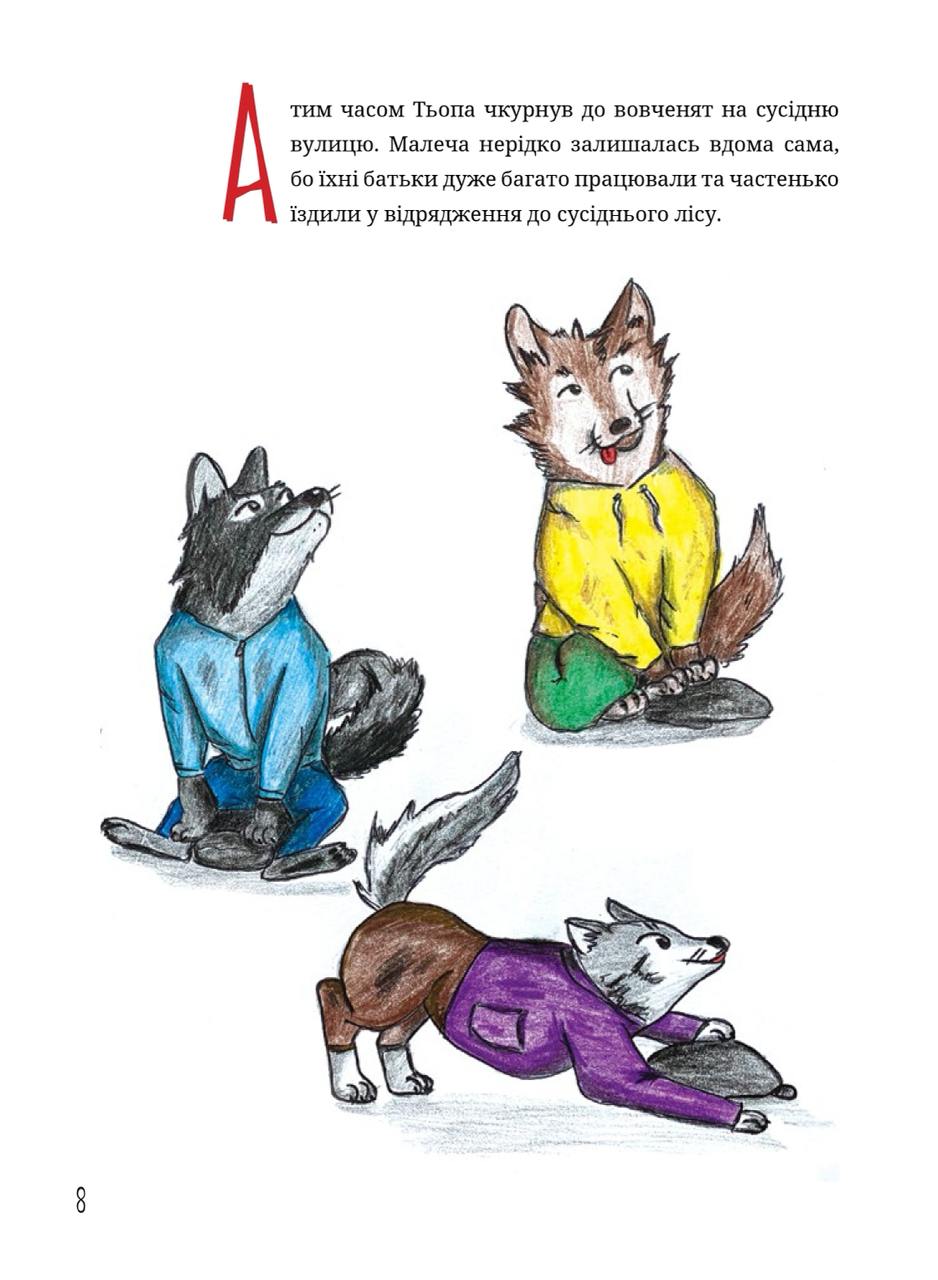 А тим часом Тьопа чкурнув до вовченят на сусідню
вулицю. Малеча нерідко залишалась вдома сама,
бо їхні батьки дуже багато працювали та частенько
їздили у відрядження до сусіднього лісу.
8